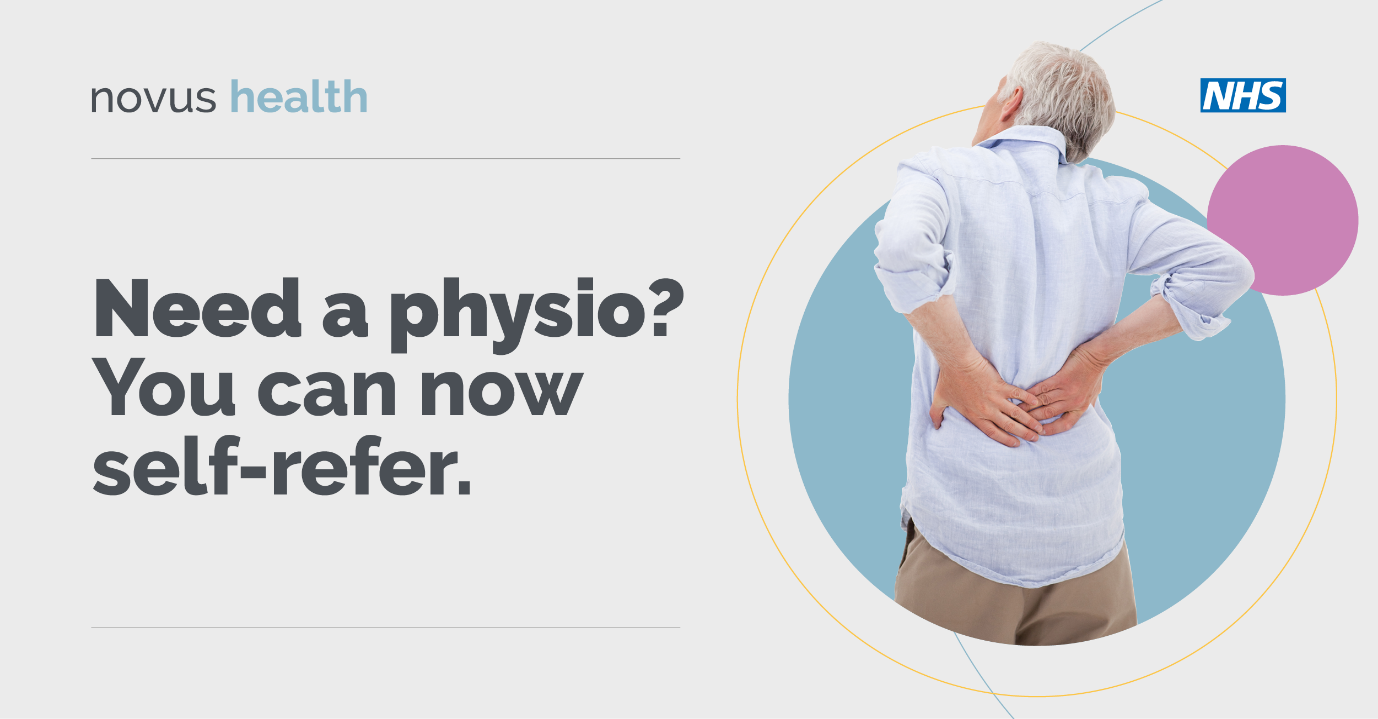 novus health
NHS
Need a physio?
You can now
self-refer.